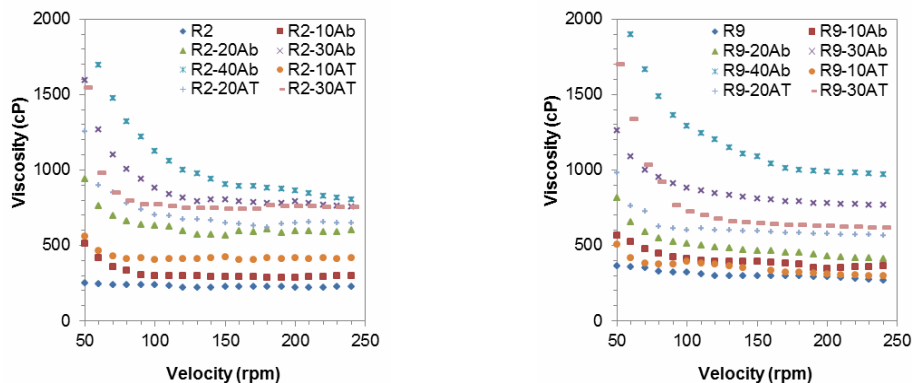 2000
1500
1000
500
0
Viscosity (cP)
R2 R2-10Ab
R2-20Ab R2-30Ab
R2-40Ab R2-10AT
R2-20AT R2-30AT
50 100 150 200 250
Velocity (rpm)
2000
1500
1000
500
0
Viscosity (cP)
R9 R9-10Ab
R9-20Ab R9-30Ab
R9-40Ab R9-10AT
R9-20AT R9-30AT
50 100 150 200 250
Velocity (rpm)